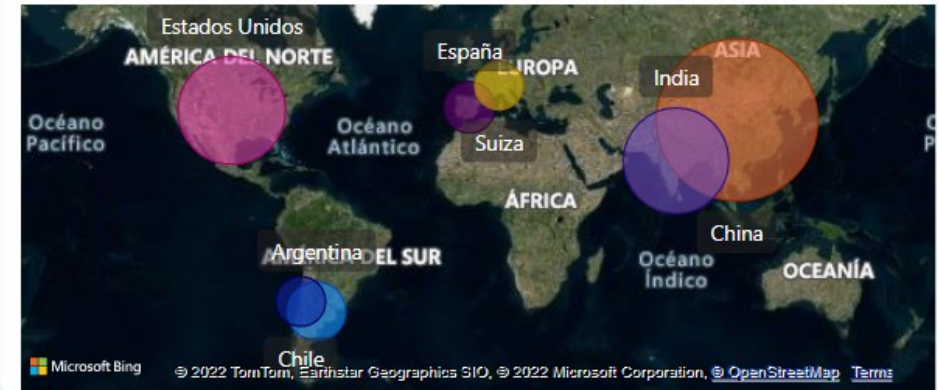 Estados Unidos
AMÉRICA DEL NORTE
España
EUROPA
ASIA
India
Océano
Pacífico
Océano
Atlántico
Suiza
ÁFRICA
China
Argentina
AMÉRICA DEL SUR
Océano
Índico
OCEANÍA
Chile
Microsoft Bing
© 2022 TomTom, Earthstar Geographics SIO, © 2022 Microsoft Corporation, © OpenStreetMap Terms